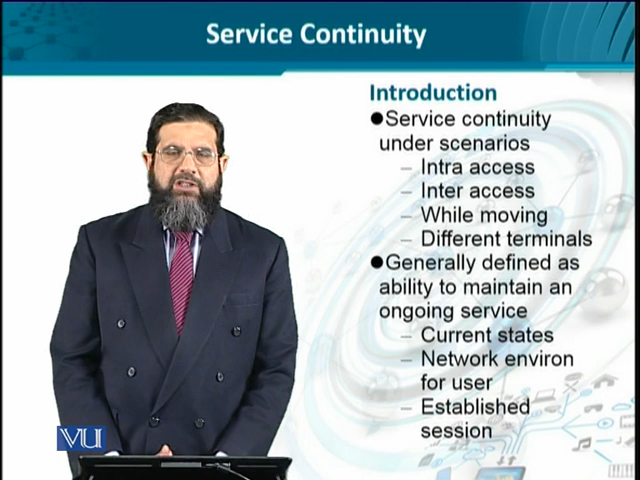 Service Continuity
Introduction
●Service continuity
under scenarios
– Intra access
– Inter access
– While moving
– Different terminals
●Generally defined as
ability to maintain an
ongoing service
– Current states
– Network environ
for user
– Established
session
VU